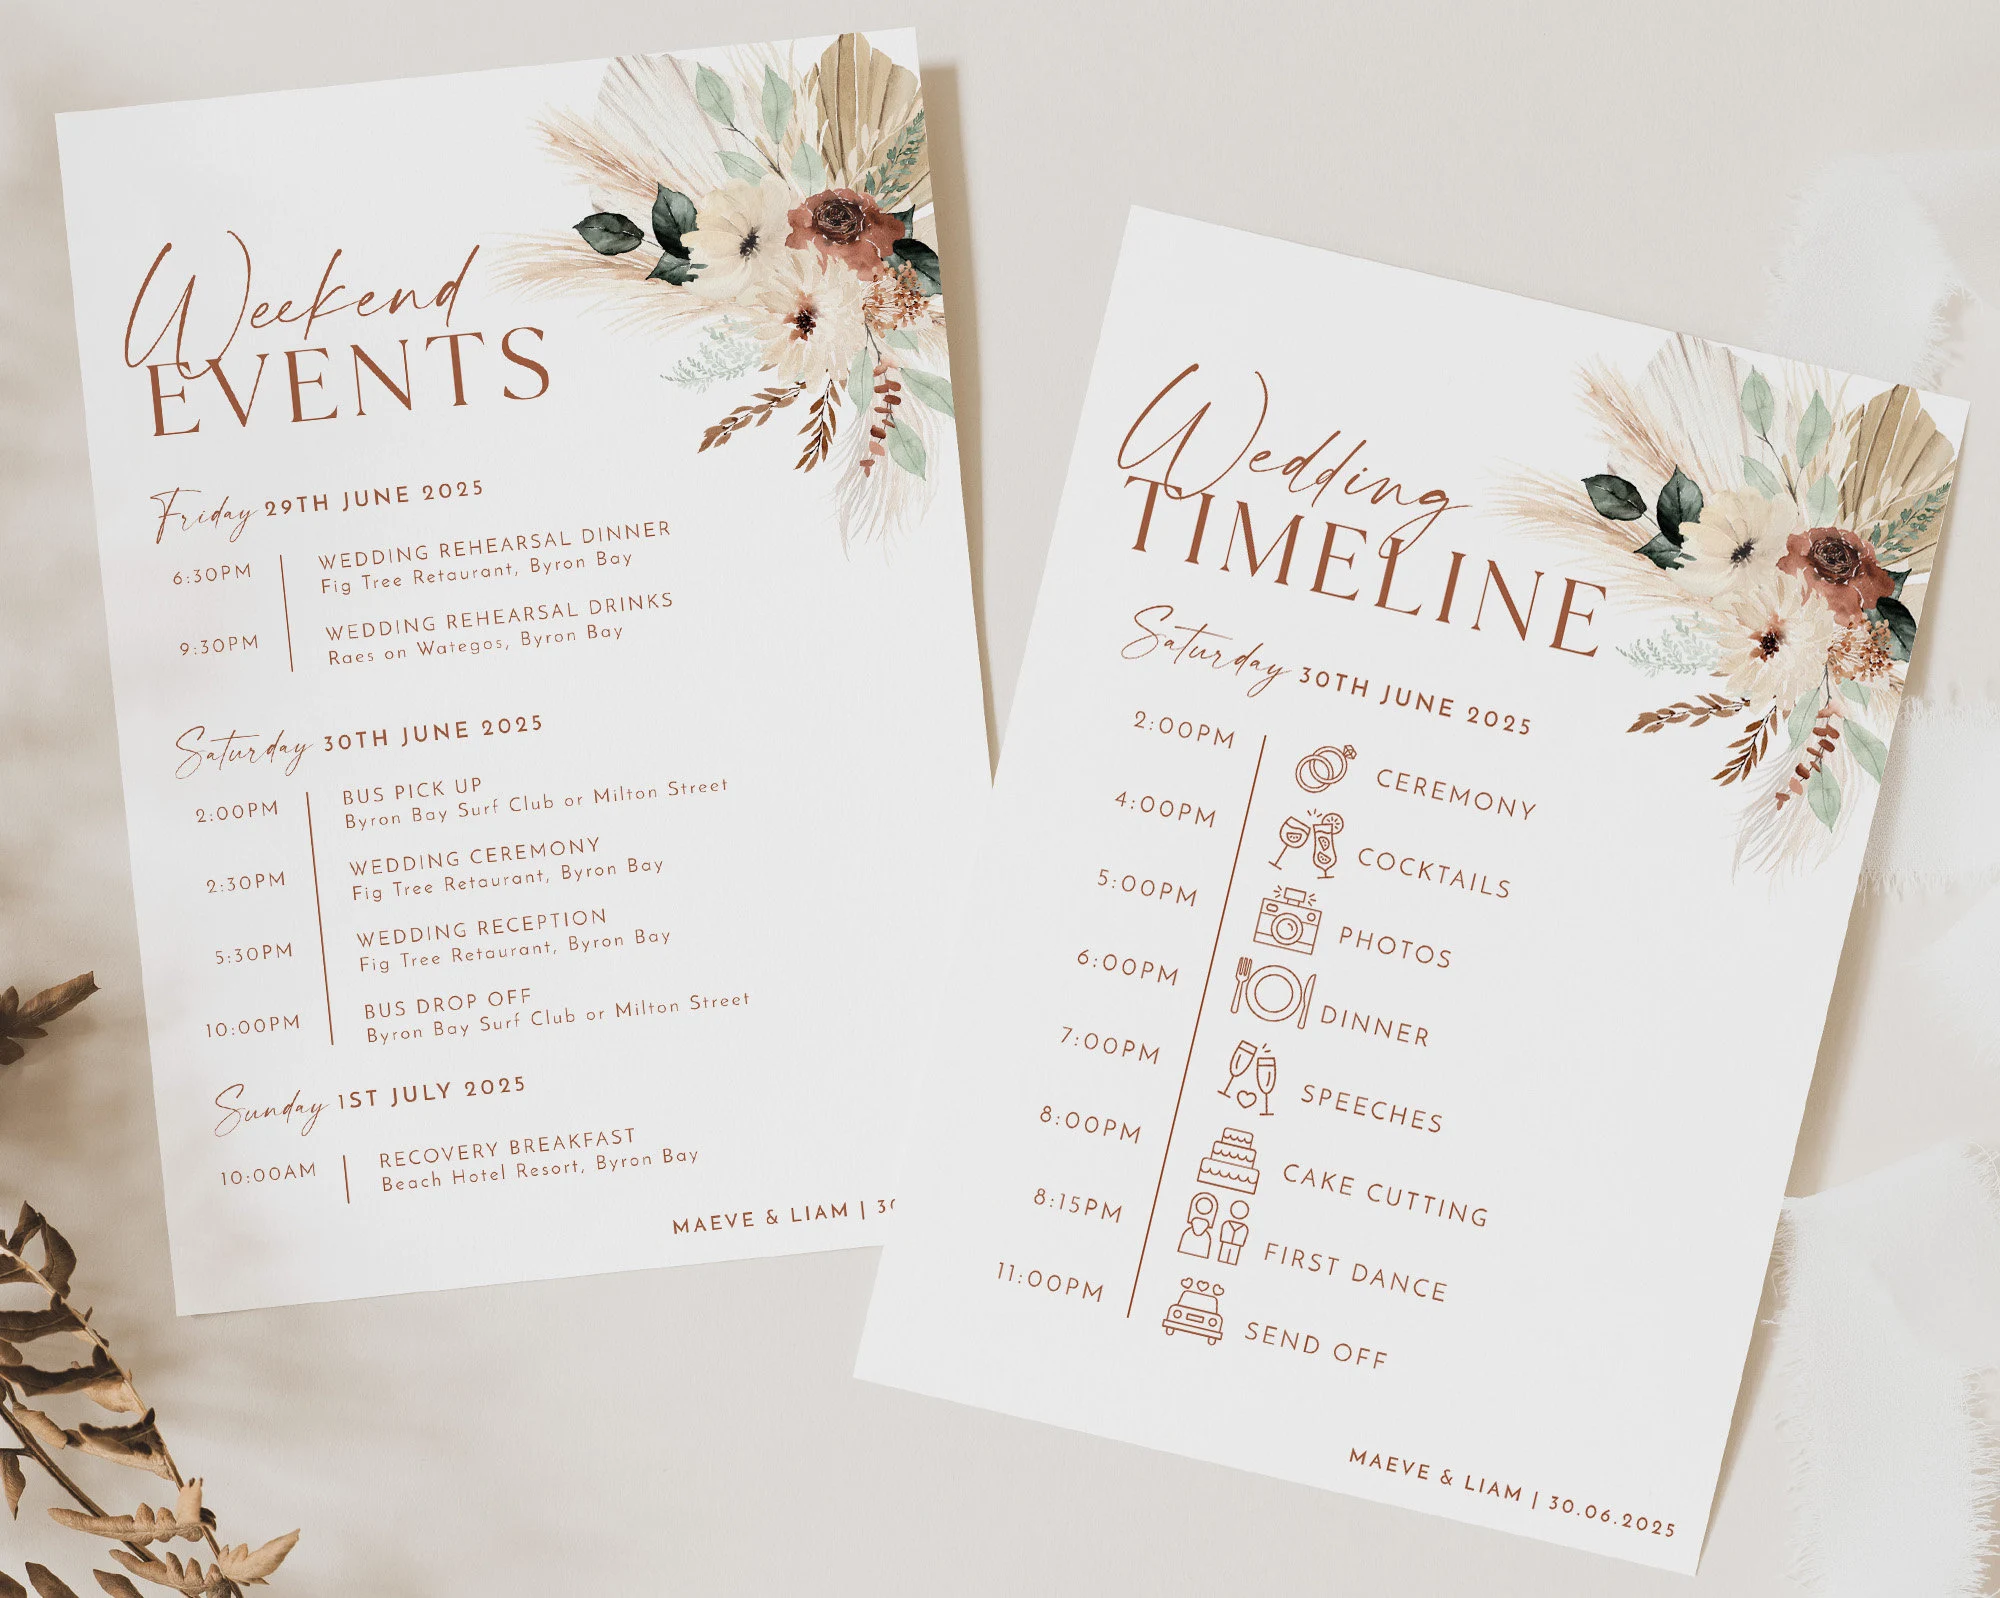 Weekend
EVENTS
Friday 29TH JUNE 2025
6:30PM
WEDDING REHEARSAL DINNER
Fig Tree Retaurant, Byron Bay
9:30PM
WEDDING REHEARSAL DRINKS
Raes on Wategos, Byron Bay
Saturday 30TH JUNE 2025
2:00PM
BUS PICK UP
Byron Bay Surf Club or Milton Street
2:30PM
WEDDING CEREMONY
Fig Tree Retaurant, Byron Bay
5:30PM
WEDDING RECEPTION
Fig Tree Retaurant, Byron Bay
10:00PM
BUS DROP OFF
Byron Bay Surf Club or Milton Street
Sunday 1ST JULY 2025
10:00AM
RECOVERY BREAKFAST
Beach Hotel Resort, Byron Bay
MAEVE & LIAM | 30
Wedding
TIMELINE
Saturday 30TH JUNE 2025
2:00PM CEREMONY
4:00PM COCKTAILS
5:00PM PHOTOS
6:00PM DINNER
7:00PM SPEECHES
8:00PM CAKE CUTTING
8:15PM FIRST DANCE
11:00PM SEND OFF
MAEVE & LIAM | 30.06.2025